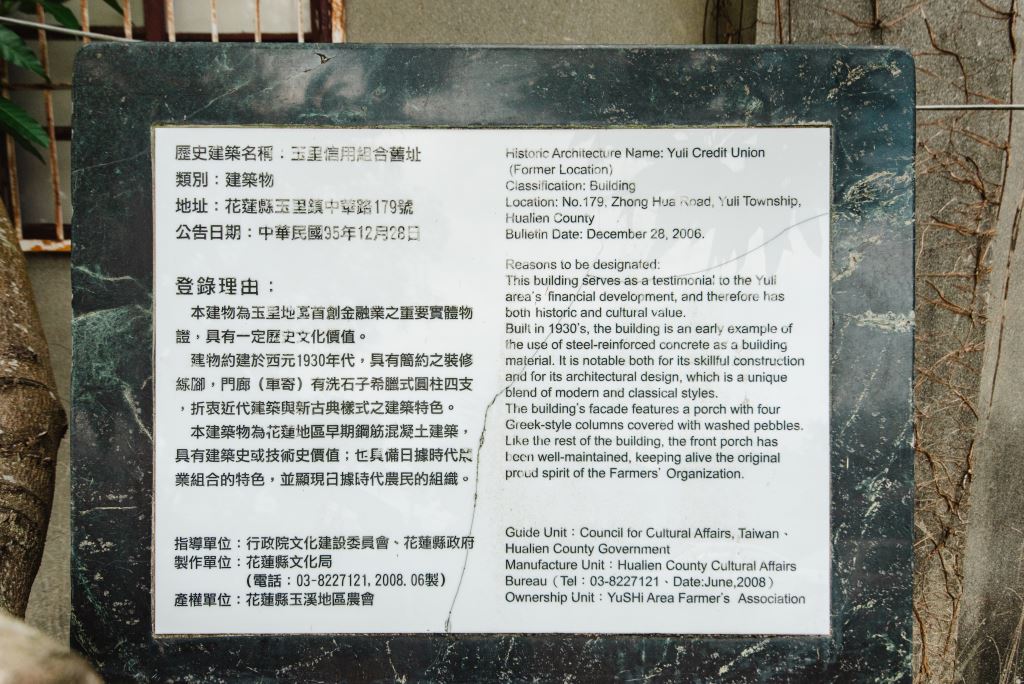 歷史建築名稱：玉里信用組合舊址
類別：建築物
地址：花蓮縣玉里鎮中華路179號
公告日期：中華民國95年12月28日
登錄理由：
本建物為玉里地區首創金融業之重要實體物
證，具有一定歷史文化價值。
建物約建於西元1930年代，具有簡約之裝修
線腳，門廊（車寄）有洗石子希臘式圓柱四支
，折衷近代建築與新古典樣式之建築特色。
本建築物為花蓮地區早期鋼筋混凝土建築，
具有建築史或技術史價值；也具備日據時代農
業組合的特色，並顯現日據時代農民的組織。
指導單位：行政院文化建設委員會、花蓮縣政府
製作單位：花蓮縣文化局
（電話：03-8227121, 2008. 06製）
產權單位：花蓮縣玉溪地區農會
Historic Architecture Name: Yuli Credit Union
(Former Location)
Classification: Building
Location: No.179, Zhong Hua Road, Yuli Township,
Hualien County
Bulletin Date: December 28, 2006.
Reasons to be designated:
This building serves as a testimonial to the Yuli
area's financial development, and therefore has
both historic and cultural value.
Built in 1930's, the building is an early example of
the use of steel-reinforced concrete as a building
material. It is notable both for its skillful construction
and for its architectural design, which is a unique
blend of modern and classical styles.
The building's facade features a porch with four
Greek-style columns covered with washed pebbles.
Like the rest of the building, the front porch has
been well-maintained, keeping alive the original
proud spirit of the Farmers' Organization.
Guide Unit：Council for Cultural Affairs, Taiwan、
Hualien County Government
Manufacture Unit：Hualien County Cultural Affairs
Bureau（Tel：03-8227121、Date:June,2008）
Ownership Unit：YuSHi Area Farmer's Association